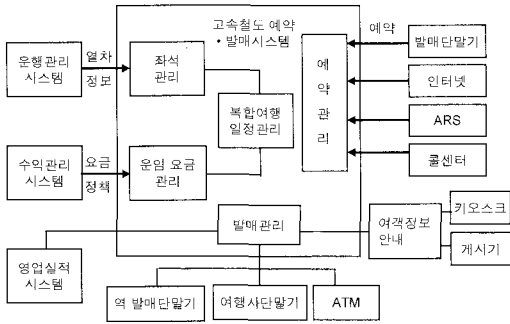 고속철도 예약
• 발매시스템
운행관리
시스템
열차
정보
좌석
관리
예약
관리
예약
발매단말기
인터넷
ARS
콜센터
복합여행
일정관리
수익관리
시스템
요금
정책
운임 요금
관리
발매관리
여객정보
안내
키오스크
게시기
영업실적
시스템
역 발매단말기
여행사단말기
ATM